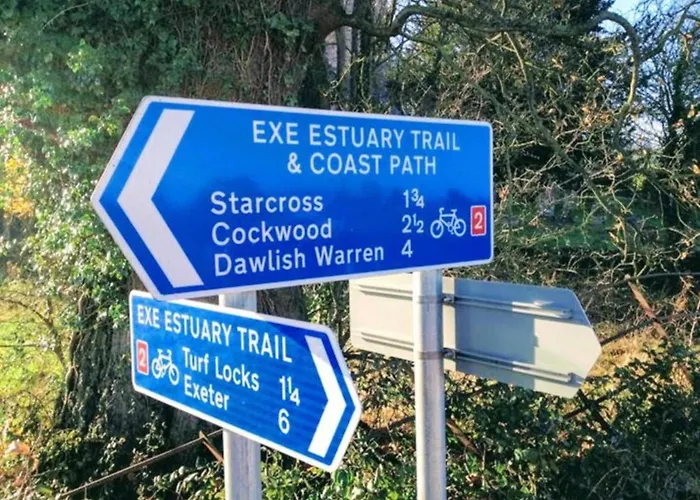 EXE ESTUARY TRAIL
& COAST PATH
Starcross 1¾
Cockwood 2½ 2
Dawlish Warren 4
EXE ESTUARY TRAIL
2 Turf Locks 1¼
Exeter 6